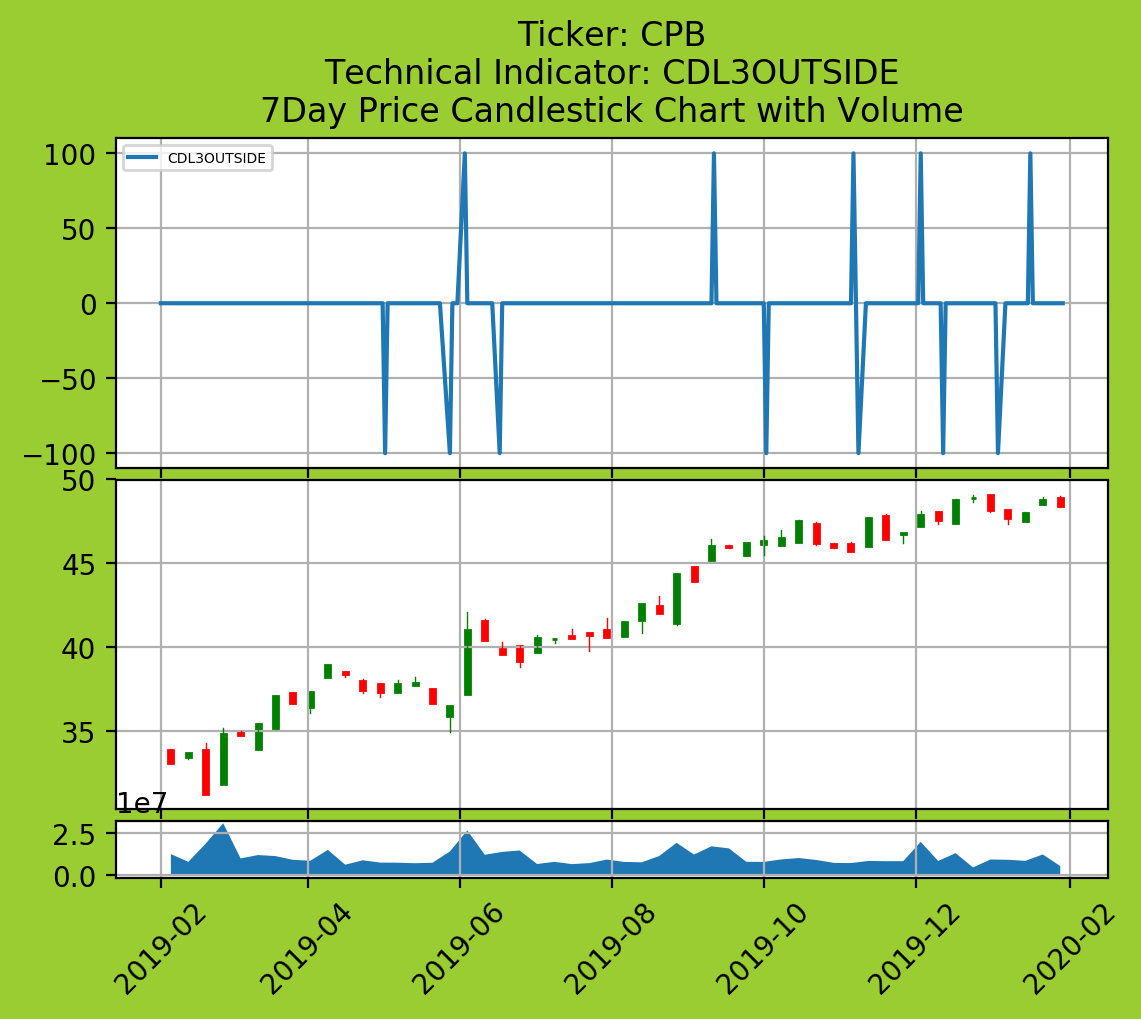 Ticker: CPB
Technical Indicator: CDL3OUTSIDE
7Day Price Candlestick Chart with Volume
CDL3OUTSIDE
100
50
0
−50
−100
50
45
40
35
1e7
2.5
0.0
2019-02 2019-04 2019-06 2019-08 2019-10 2019-12 2020-02